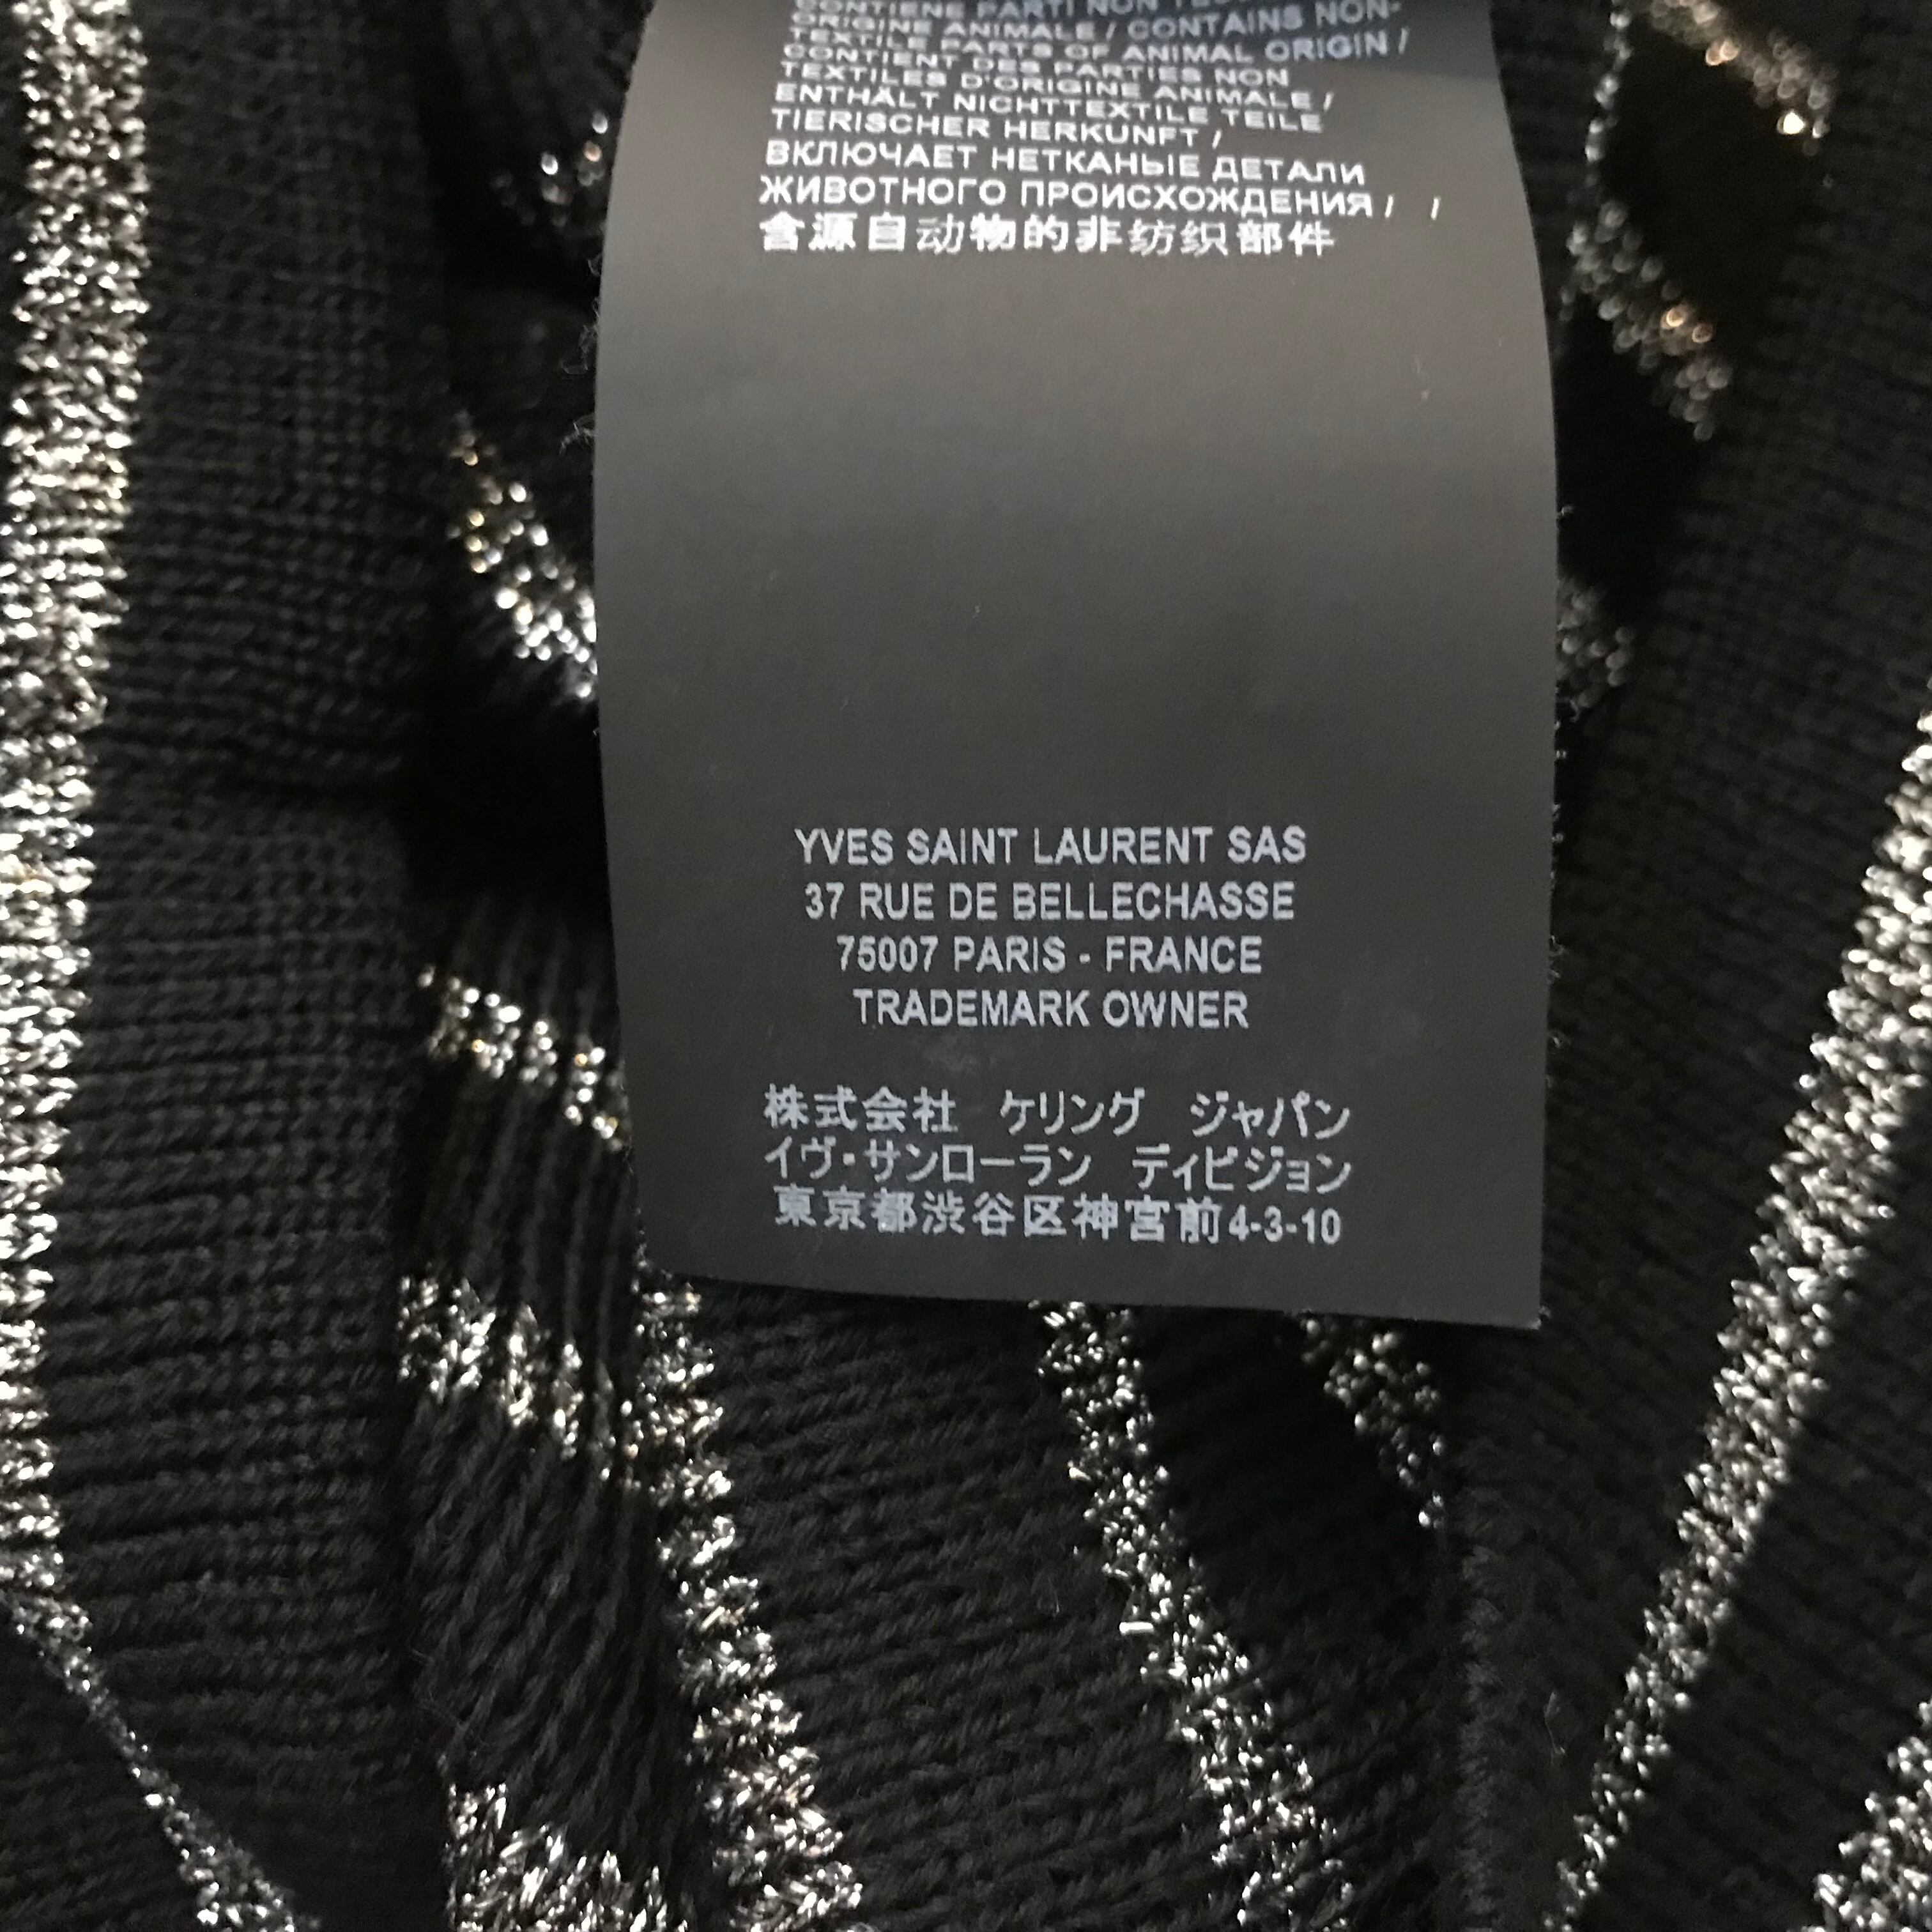 CONTIENE PARTI NON
ORIGINE ANIMALE / CONTAINS NON-
TEXTILE PARTS OF ANIMAL ORIGIN /
CONTIENT DES PARTIES NON
TEXTILES D'ORIGINE ANIMALE /
ENTHÄLT NICHTTEXTILE TEILE
TIERISCHER HERKUNFT /
ВКЛЮЧАЕТ НЕТКАНЫЕ ДЕТАЛИ
ЖИВОТНОГО ПРОИСХОЖДЕНИЯ / /
含源自动物的非纺织部件
YVES SAINT LAURENT SAS
37 RUE DE BELLECHASSE
75007 PARIS - FRANCE
TRADEMARK OWNER
株式会社 ケリング ジャパン
イヴ・サンローラン ディビジョン
東京都渋谷区神宮前4-3-10